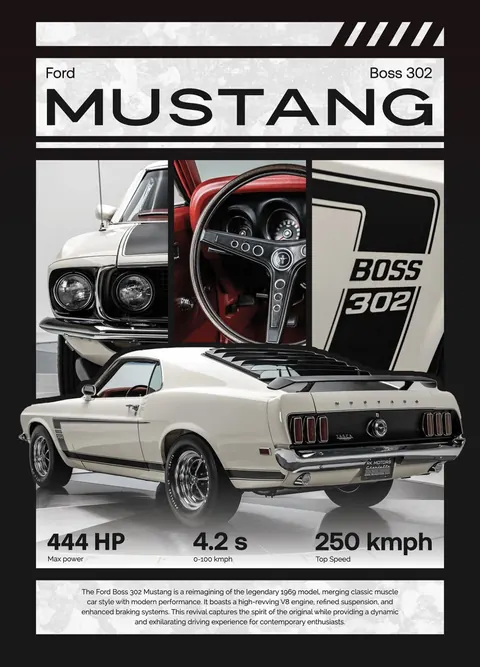 Ford Boss 302
MUSTANG
BOSS
302
MUSTANG
RK MOTORS
444 HP 4.2 s 250 kmph
Max power 0-100 kmph Top Speed
The Ford Boss 302 Mustang is a reimagining of the legendary 1969 model, merging classic muscle
car style with modern performance. It boasts a high-revving V8 engine, refined suspension, and
enhanced braking systems. This revival captures the spirit of the original while providing a dynamic
and exhilarating driving experience for contemporary enthusiasts.